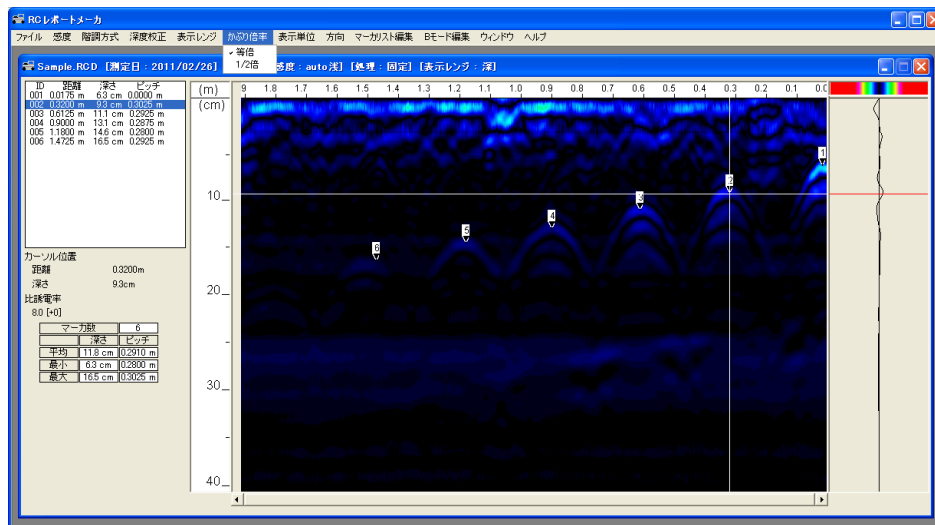 RCレポートメーカ
ファイル 感度 階調方式 深度校正 表示レンジ かぶり倍率 表示単位 方向 マーカリスト編集 Bモード編集 ウィンドウ ヘルプ
✓等倍
1/2倍
Sample.RCD [測定日：2011/02/26] 感度：auto浅] [処理：固定] [表示レンジ：深]
ID 距離 深さ ピッチ
001 0.0175 m 6.3 cm 0.0000 m
002 0.3200 m 9.3 cm 0.3025 m
003 0.6125 m 11.1 cm 0.2925 m
004 0.9000 m 13.1 cm 0.2875 m
005 1.1800 m 14.6 cm 0.2800 m
006 1.4725 m 16.5 cm 0.2925 m
カーソル位置
距離 0.3200m
深さ 9.3cm
比誘電率
8.0 [+0]
マーカ数 6
深さ ピッチ
平均 11.8 cm 0.2910 m
最小 6.3 cm 0.2800 m
最大 16.5 cm 0.3025 m
(m) 9 1.8 1.7 1.6 1.5 1.4 1.3 1.2 1.1 1.0 0.9 0.8 0.7 0.6 0.5 0.4 0.3 0.2 0.1 0.0
(cm)
10
20
30
40
1
2
3
4
5
6